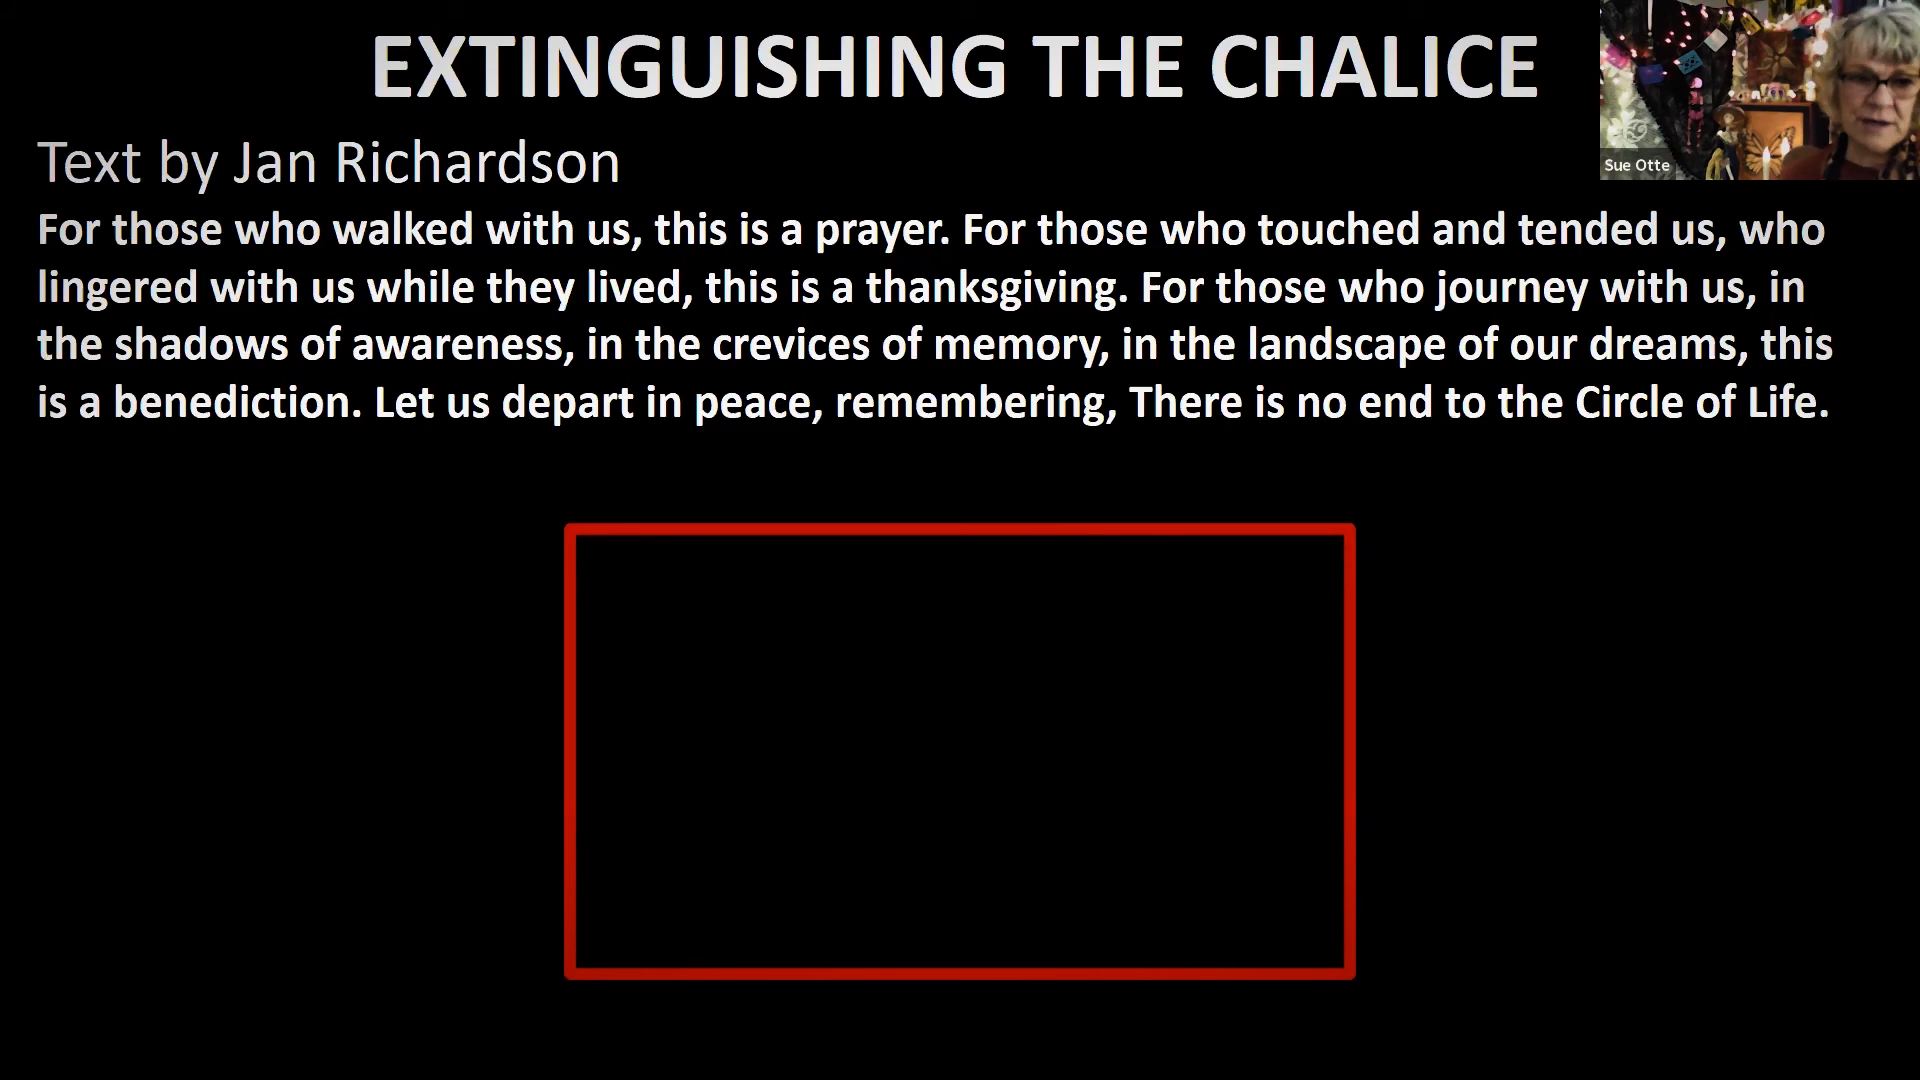 EXTINGUISHING THE CHALICE
Text by Jan Richardson
For those who walked with us, this is a prayer. For those who touched and tended us, who
lingered with us while they lived, this is a thanksgiving. For those who journey with us, in
the shadows of awareness, in the crevices of memory, in the landscape of our dreams, this
is a benediction. Let us depart in peace, remembering, There is no end to the Circle of Life.
Sue Otte